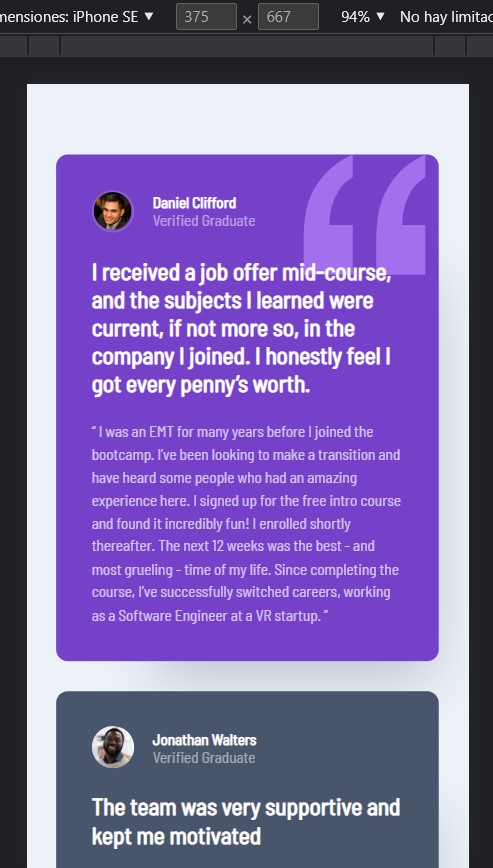 mensiones: iPhone SE ▼ 375 × 667 94% ▼ No hay limitac
Daniel Clifford
Verified Graduate
I received a job offer mid-course,
and the subjects I learned were
current, if not more so, in the
company I joined. I honestly feel I
got every penny’s worth.
“ I was an EMT for many years before I joined the
bootcamp. I’ve been looking to make a transition and
have heard some people who had an amazing
experience here. I signed up for the free intro course
and found it incredibly fun! I enrolled shortly
thereafter. The next 12 weeks was the best - and
most grueling - time of my life. Since completing the
course, I’ve successfully switched careers, working
as a Software Engineer at a VR startup. ”
Jonathan Walters
Verified Graduate
The team was very supportive and
kept me motivated